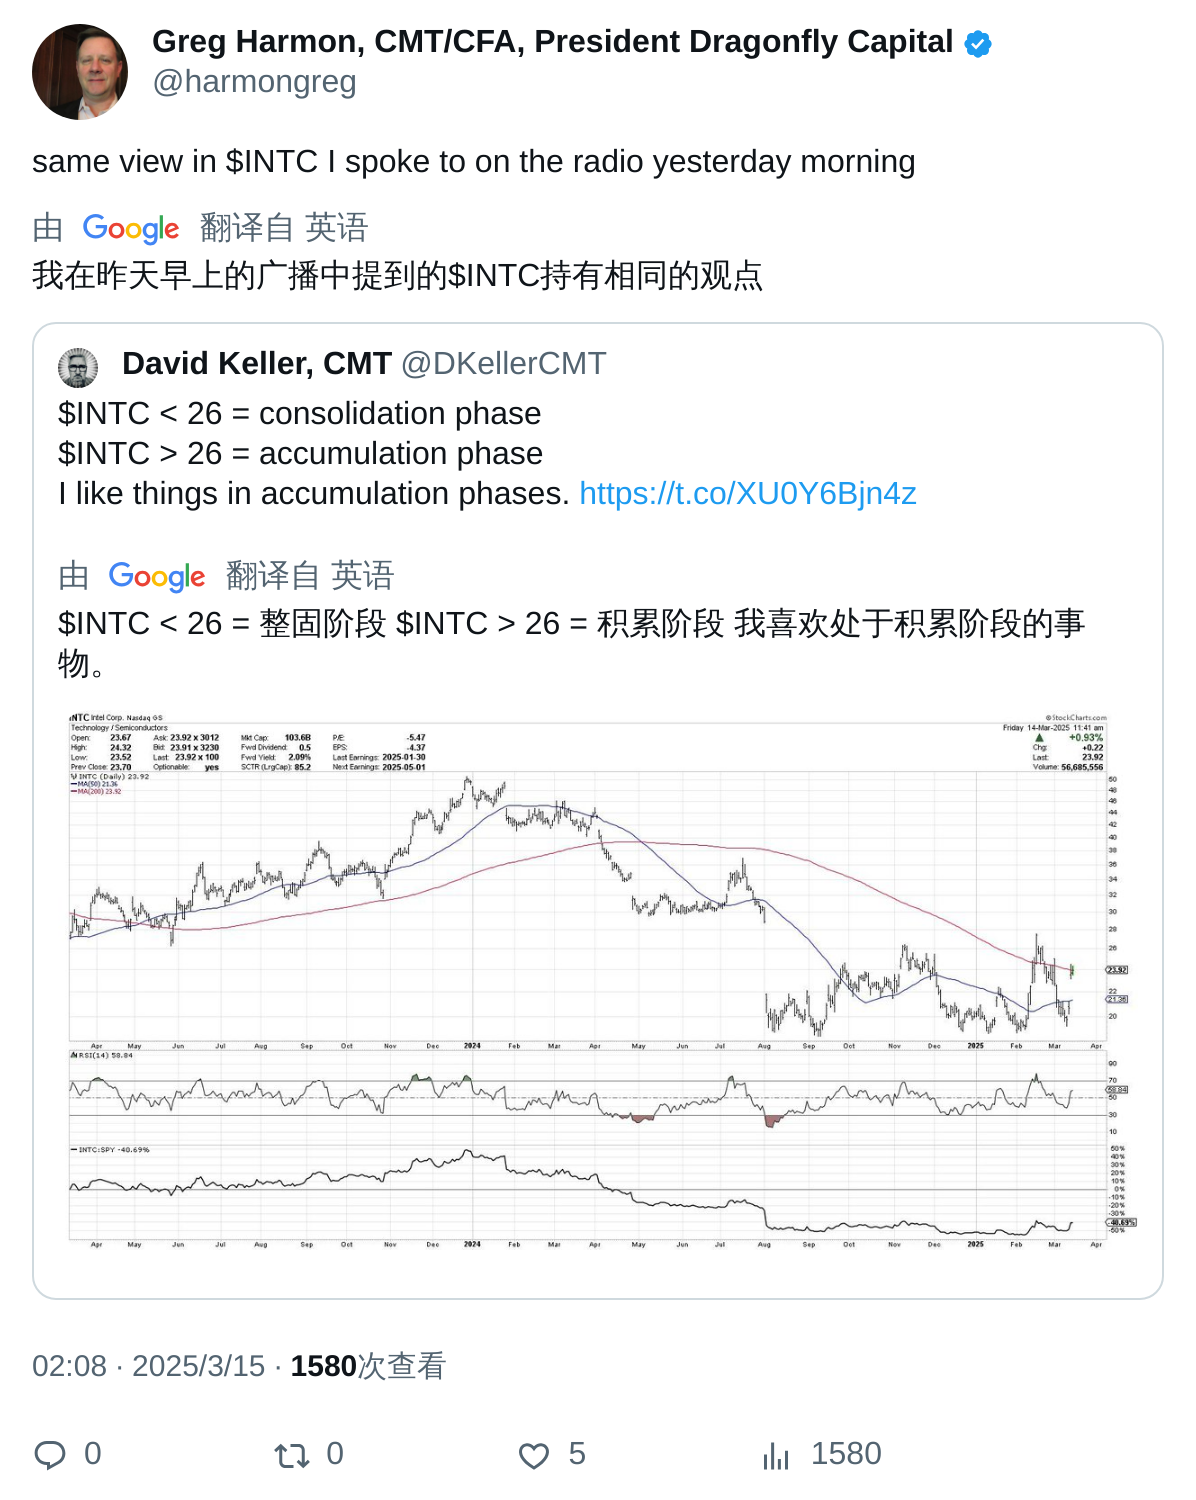 Greg Harmon, CMT/CFA, President Dragonfly Capital
@harmongreg
same view in $INTC I spoke to on the radio yesterday morning
由 Google 翻译自 英语
我在昨天早上的广播中提到的$INTC持有相同的观点
David Keller, CMT @DKellerCMT
$INTC < 26 = consolidation phase
$INTC > 26 = accumulation phase
I like things in accumulation phases. https://t.co/XU0Y6Bjn4z
由 Google 翻译自 英语
$INTC < 26 = 整固阶段 $INTC > 26 = 积累阶段 我喜欢处于积累阶段的事
物。
INTC Intel Corp. Nasdaq GS © StockCharts.com
Technology / Semiconductors Friday 14-Mar-2025 11:41 am
Open: 23.67 Ask: 23.92 x 3012 Mkt Cap: 103.6B P/E: -5.47 ▲ +0.93%
High: 24.32 Bid: 23.91 x 3230 Fwd Dividend: 0.5 EPS: -4.37 Chg: +0.22
Low: 23.52 Last: 23.92 x 100 Fwd Yield: 2.09% Last Earnings: 2025-01-30 Last: 23.92
Prev Close: 23.70 Optionable: yes SCTR (LrgCap): 85.2 Next Earnings: 2025-05-01 Volume: 56,685,556
INTC (Daily) 23.92
MA(50) 21.36
MA(200) 23.92
50
48
46
44
42
40
38
36
34
32
30
28
26
23.92
22
21.36
20
Apr May Jun Jul Aug Sep Oct Nov Dec 2024 Feb Mar Apr May Jun Jul Aug Sep Oct Nov Dec 2025 Feb Mar Apr
RSI(14) 58.84
90
70
58.84
50
30
10
INTC:SPY -48.69%
50%
40%
30%
20%
10%
0%
-10%
-20%
-30%
-48.69%
-50%
Apr May Jun Jul Aug Sep Oct Nov Dec 2024 Feb Mar Apr May Jun Jul Aug Sep Oct Nov Dec 2025 Feb Mar Apr
02:08 · 2025/3/15 · 1580次查看
0 0 5 1580